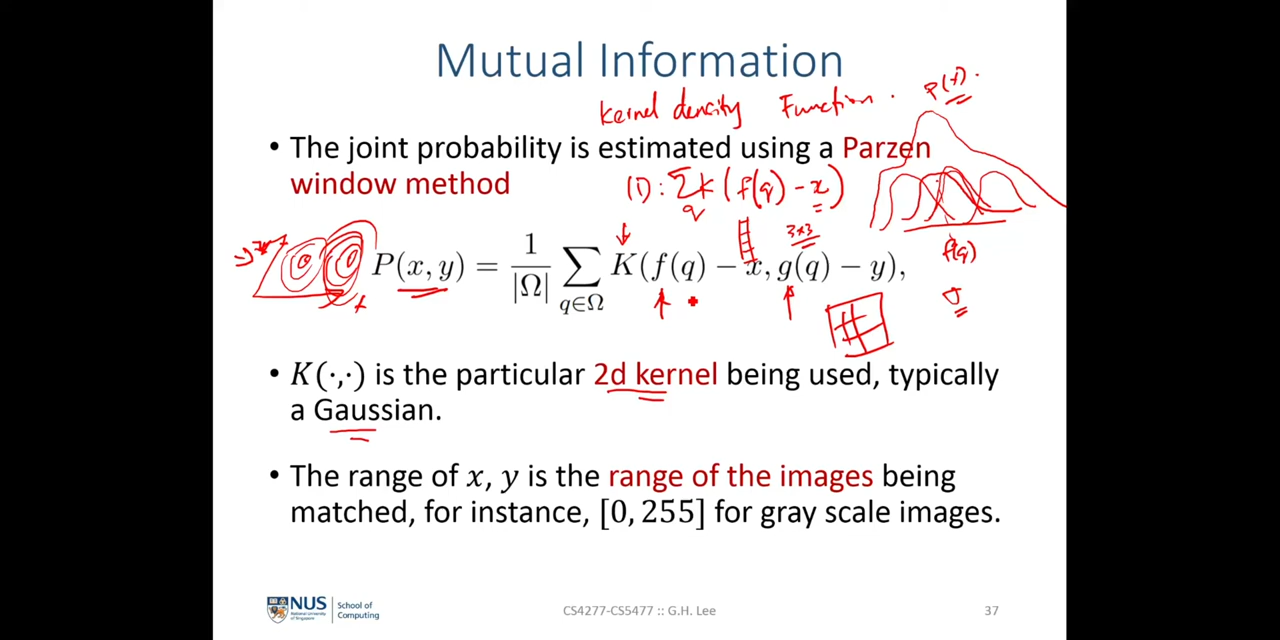 Mutual Information
Kernel density Function.
P(f).
• The joint probability is estimated using a Parzen
window method
(1): Σ_q K(f(q) - x)
P(x, y) = 1/|Ω| Σ_{q∈Ω} K(f(q) − x, g(q) − y),
3×3
f(q)
σ
• K(·,·) is the particular 2d kernel being used, typically
a Gaussian.
• The range of x, y is the range of the images being
matched, for instance, [0, 255] for gray scale images.
NUS
National University
of Singapore
School of
Computing
CS4277-CS5477 :: G.H. Lee
37